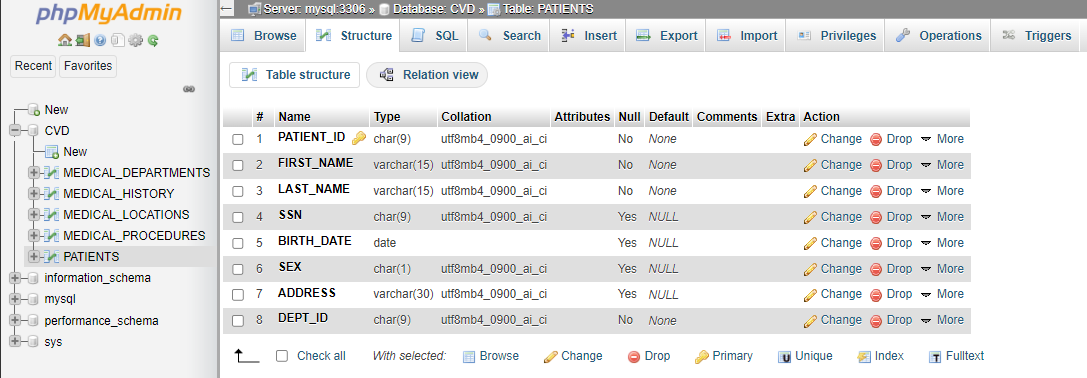 phpMyAdmin
Recent Favorites
New
CVD
New
MEDICAL_DEPARTMENTS
MEDICAL_HISTORY
MEDICAL_LOCATIONS
MEDICAL_PROCEDURES
PATIENTS
information_schema
mysql
performance_schema
sys
Server: mysql:3306 » Database: CVD » Table: PATIENTS
Browse Structure SQL Search Insert Export Import Privileges Operations Triggers
Table structure Relation view
# Name Type Collation Attributes Null Default Comments Extra Action
1 PATIENT_ID char(9) utf8mb4_0900_ai_ci No None Change Drop More
2 FIRST_NAME varchar(15) utf8mb4_0900_ai_ci No None Change Drop More
3 LAST_NAME varchar(15) utf8mb4_0900_ai_ci No None Change Drop More
4 SSN char(9) utf8mb4_0900_ai_ci Yes NULL Change Drop More
5 BIRTH_DATE date Yes NULL Change Drop More
6 SEX char(1) utf8mb4_0900_ai_ci Yes NULL Change Drop More
7 ADDRESS varchar(30) utf8mb4_0900_ai_ci Yes NULL Change Drop More
8 DEPT_ID char(9) utf8mb4_0900_ai_ci No None Change Drop More
Check all With selected: Browse Change Drop Primary Unique Index Fulltext